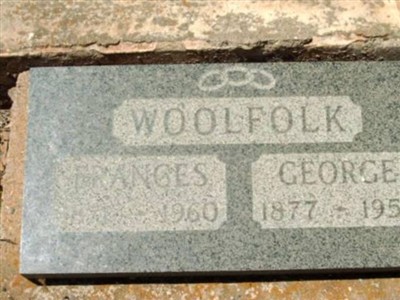 WOOLFOLK
FRANCES
1960
GEORGE
1877 - 195